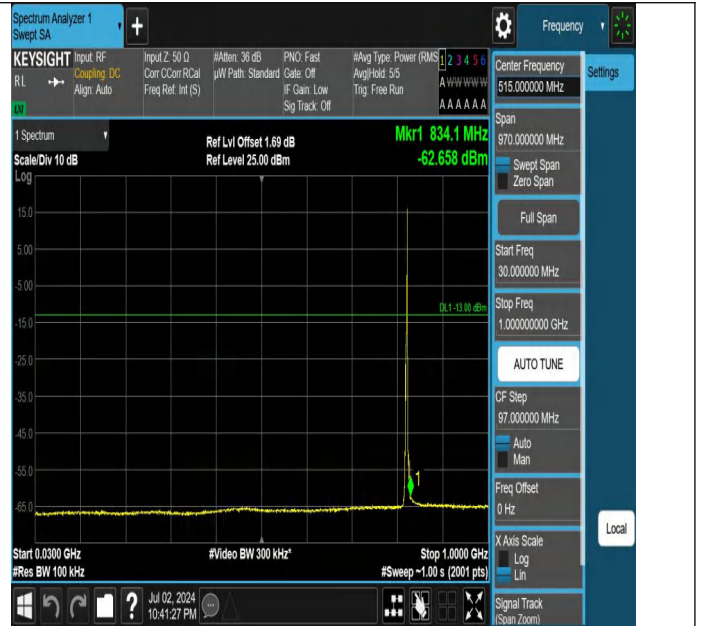 Spectrum Analyzer 1
Swept SA
+
Frequency
KEYSIGHT
RL
LXI
Input: RF
Coupling: DC
Align: Auto
Input Z: 50 Ω
Corr CCorr RCal
Freq Ref: Int (S)
#Atten: 36 dB
µW Path: Standard
PNO: Fast
Gate: Off
IF Gain: Low
Sig Track: Off
#Avg Type: Power (RMS
Avg|Hold: 5/5
Trig: Free Run
1 2 3 4 5 6
A W W W W W
A A A A A A
1 Spectrum
Scale/Div 10 dB
Log
Ref Lvl Offset 1.69 dB
Ref Level 25.00 dBm
Mkr1 834.1 MHz
-62.658 dBm
15.0
5.00
-5.00
DL1 -13.00 dBm
-15.0
-25.0
-35.0
-45.0
-55.0
1
-65.0
Start 0.0300 GHz
#Res BW 100 kHz
#Video BW 300 kHz*
Stop 1.0000 GHz
#Sweep ~1.00 s (2001 pts)
Center Frequency
515.000000 MHz
Settings
Span
970.000000 MHz
Swept Span
Zero Span
Full Span
Start Freq
30.000000 MHz
Stop Freq
1.000000000 GHz
AUTO TUNE
CF Step
97.000000 MHz
Auto
Man
Freq Offset
0 Hz
X Axis Scale
Log
Lin
Local
Signal Track
(Span Zoom)
?
Jul 02, 2024
10:41:27 PM